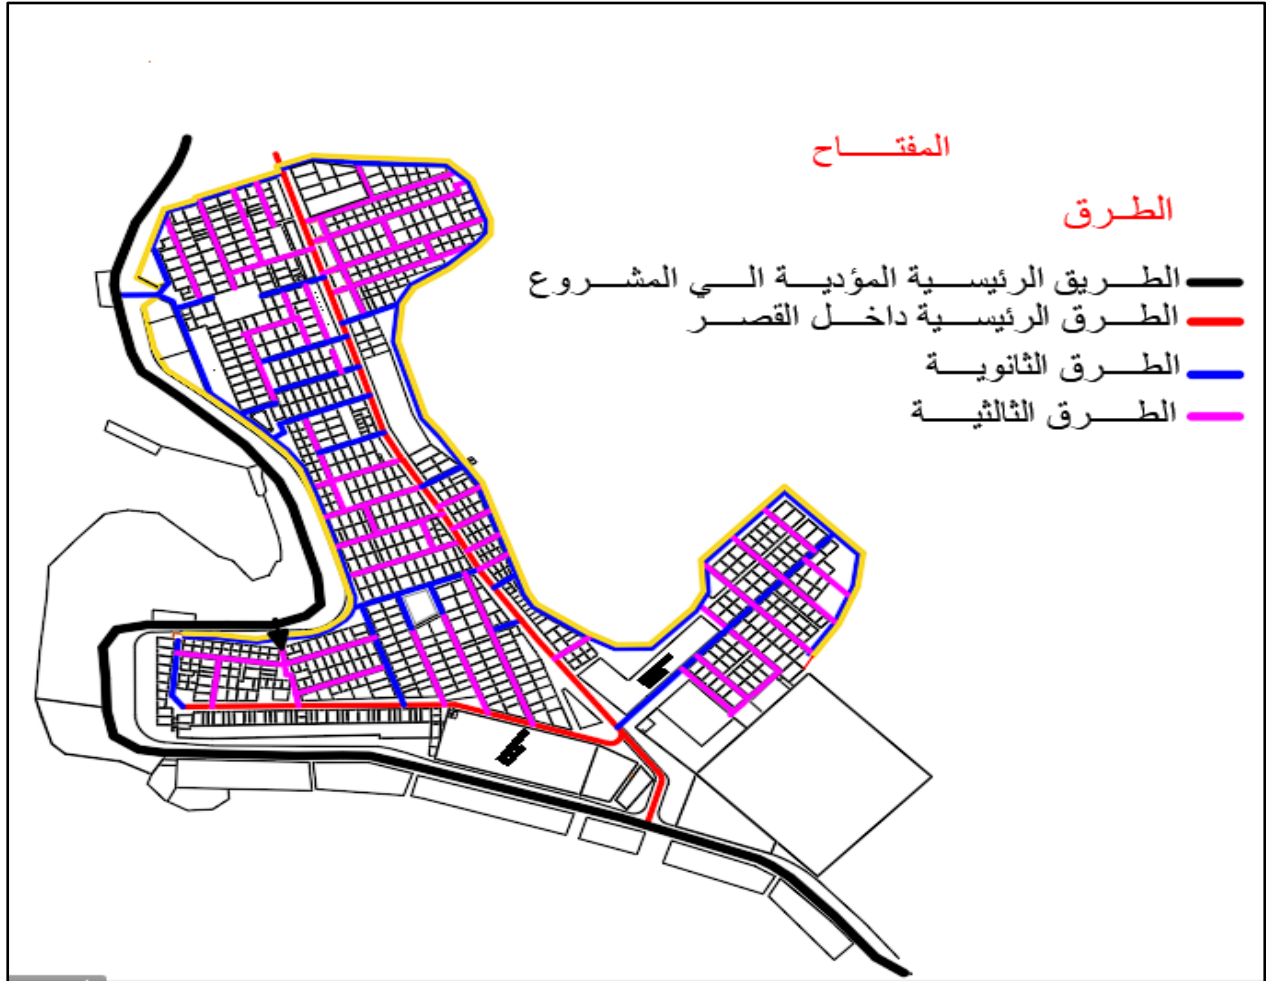 المفتاح
الطرق
الطريق الرئيسية المؤدية الي المشروع
الطرق الرئيسية داخل القصر
الطرق الثانوية
الطرق الثالثية